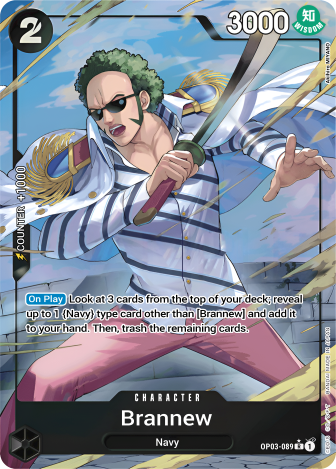 2
3000
知
WISDOM
COUNTER +1000
On Play Look at 3 cards from the top of your deck; reveal
up to 1 {Navy} type card other than [Brannew] and add it
to your hand. Then, trash the remaining cards.
CHARACTER
Brannew
Navy
OP03-089 R 1